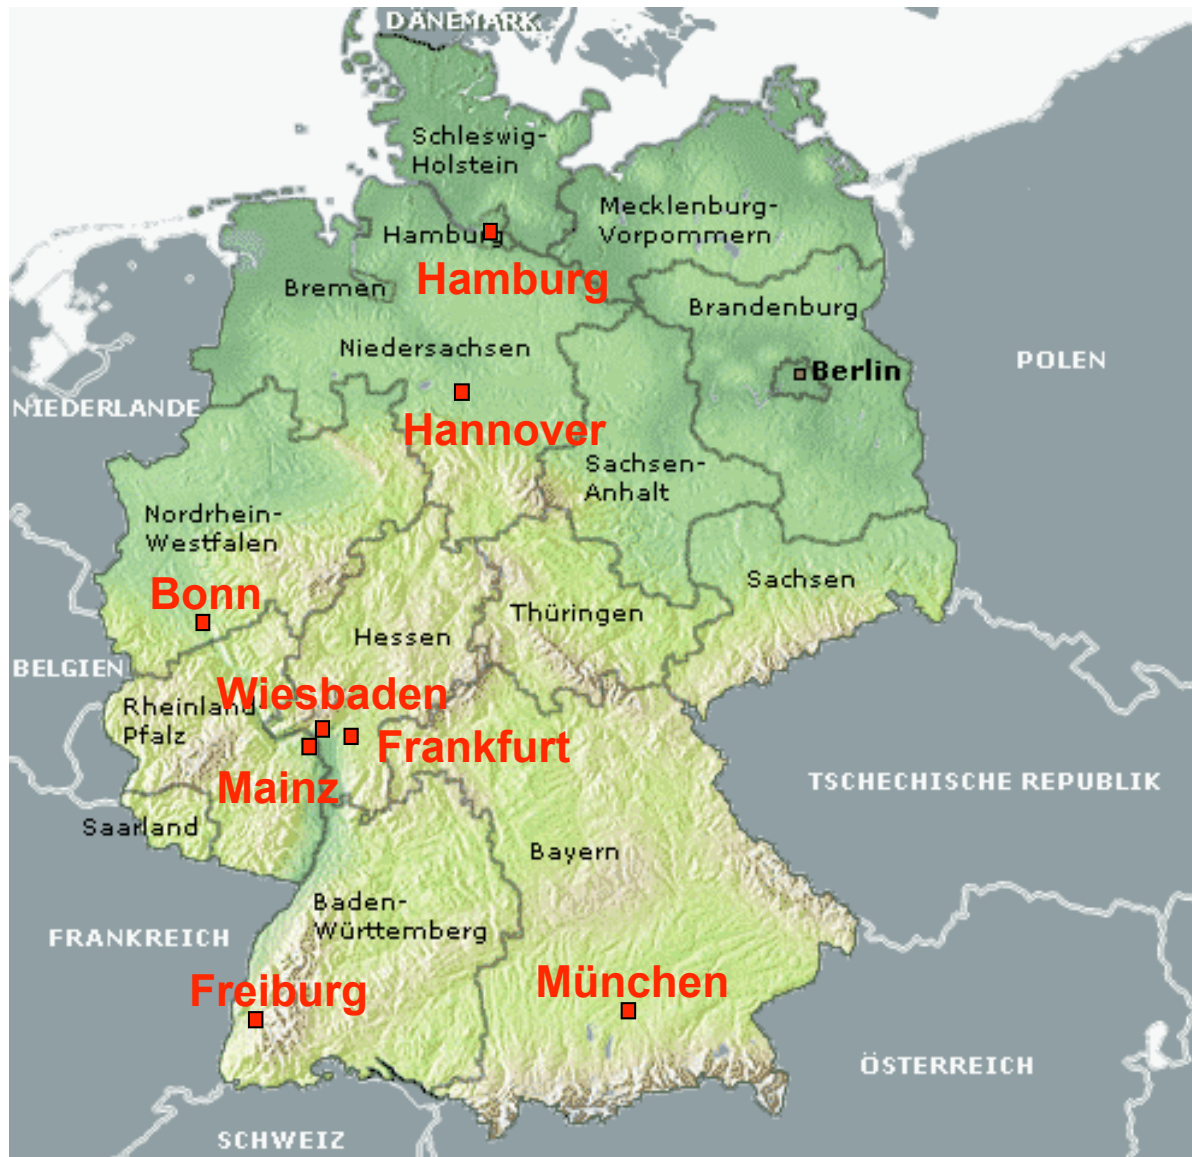 DÄNEMARK
Schleswig-
Holstein
Mecklenburg-
Vorpommern
Hamburg
Hamburg
Bremen
Brandenburg
Niedersachsen
Berlin
POLEN
NIEDERLANDE
Hannover
Sachsen-
Anhalt
Nordrhein-
Westfalen
Bonn
Sachsen
Thüringen
Hessen
BELGIEN
Wiesbaden
Rheinland-
Pfalz
Frankfurt
Mainz
TSCHECHISCHE REPUBLIK
Saarland
Bayern
Baden-
Württemberg
FRANKREICH
Freiburg
München
ÖSTERREICH
SCHWEIZ